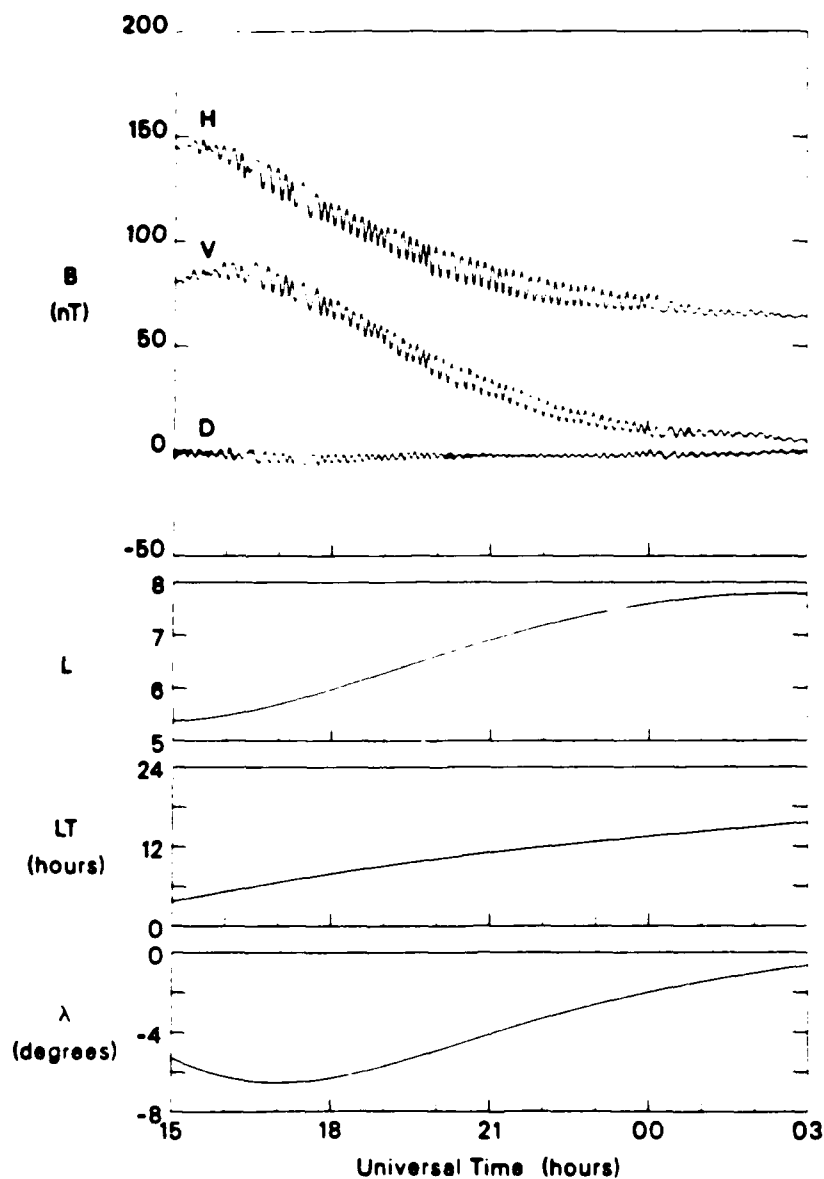 200
H
150
V
100
B
(nT)
50
D
0
-50
8
7
L
6
5
24
LT
(hours)
12
0
0
λ
(degrees)
-4
-8
15 18 21 00 03
Universal Time (hours)